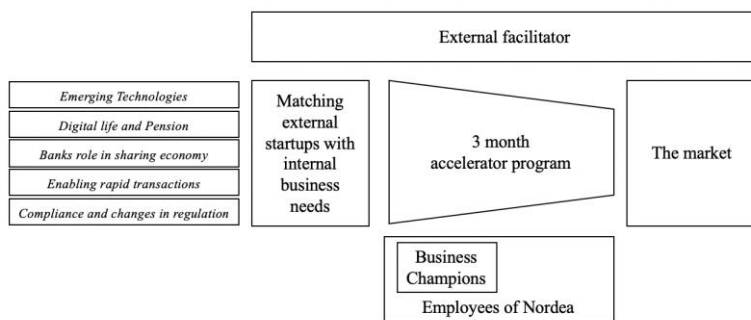 External facilitator
Emerging Technologies
Digital life and Pension
Banks role in sharing economy
Enabling rapid transactions
Compliance and changes in regulation
Matching
external
startups with
internal
business
needs
3 month
accelerator program
The market
Business
Champions
Employees of Nordea